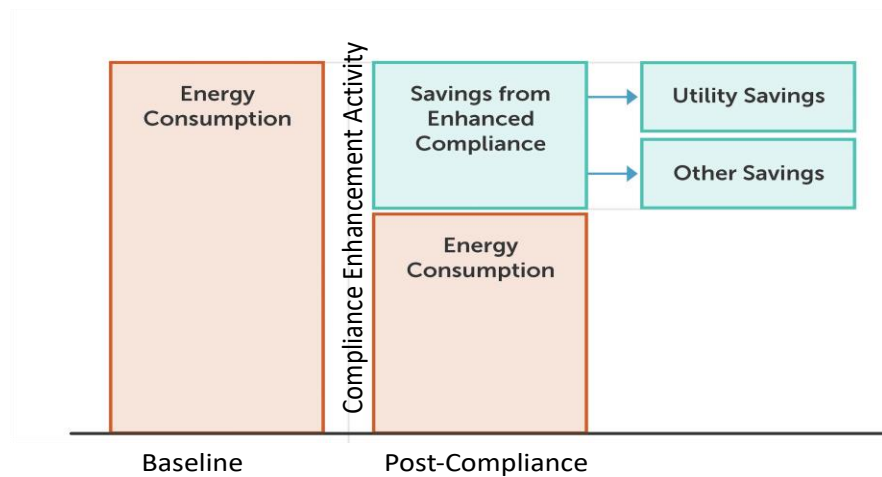 Energy
Consumption
Compliance Enhancement Activity
Savings from
Enhanced
Compliance
Utility Savings
Other Savings
Energy
Consumption
Baseline
Post-Compliance